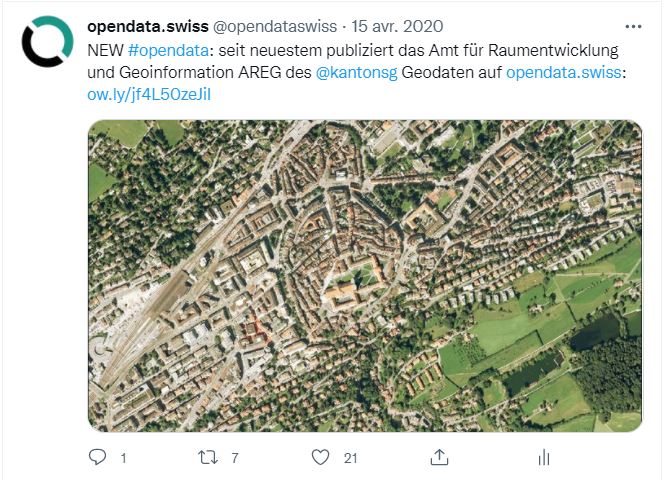 opendata.swiss @opendataswiss · 15 avr. 2020
NEW #opendata: seit neuestem publiziert das Amt für Raumentwicklung
und Geoinformation AREG des @kantonsg Geodaten auf opendata.swiss:
ow.ly/jf4L50zeJiI
1 7 21